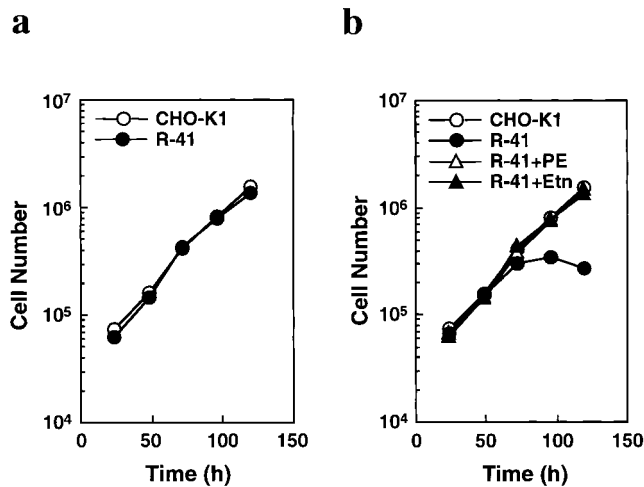 a
b
10^7
CHO-K1
R-41
10^6
10^5
10^4
Cell Number
0 50 100 150
Time (h)
10^7
CHO-K1
R-41
R-41+PE
R-41+Etn
10^6
10^5
10^4
Cell Number
0 50 100 150
Time (h)